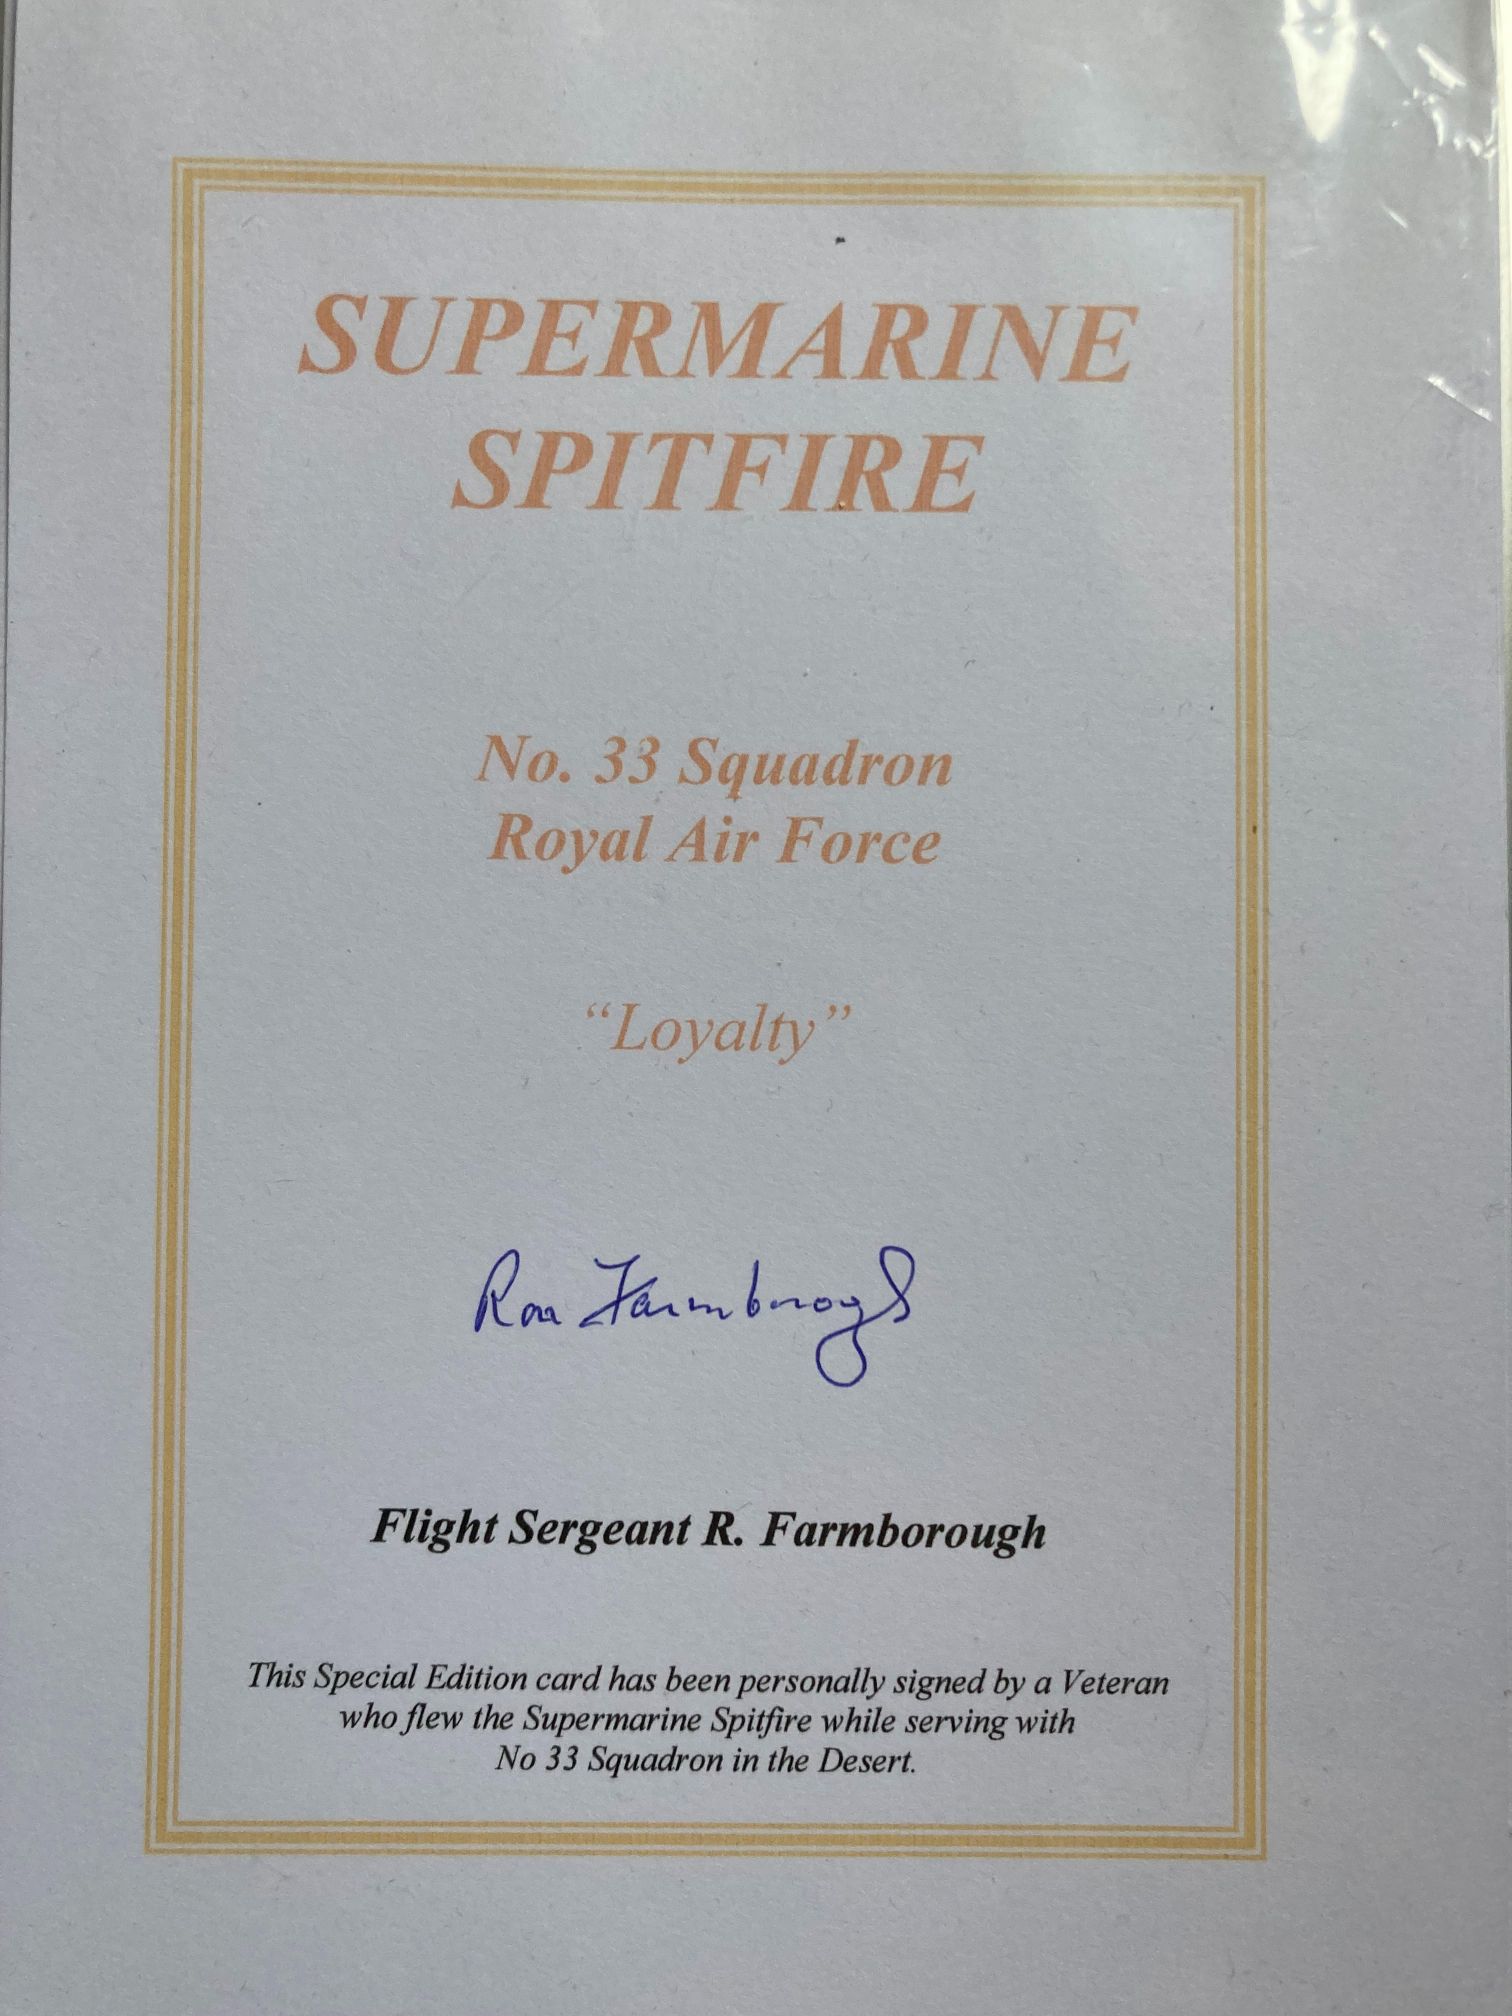 SUPERMARINE
SPITFIRE
No. 33 Squadron
Royal Air Force
“Loyalty”
Ron Farmborough
Flight Sergeant R. Farmborough
This Special Edition card has been personally signed by a Veteran
who flew the Supermarine Spitfire while serving with
No 33 Squadron in the Desert.